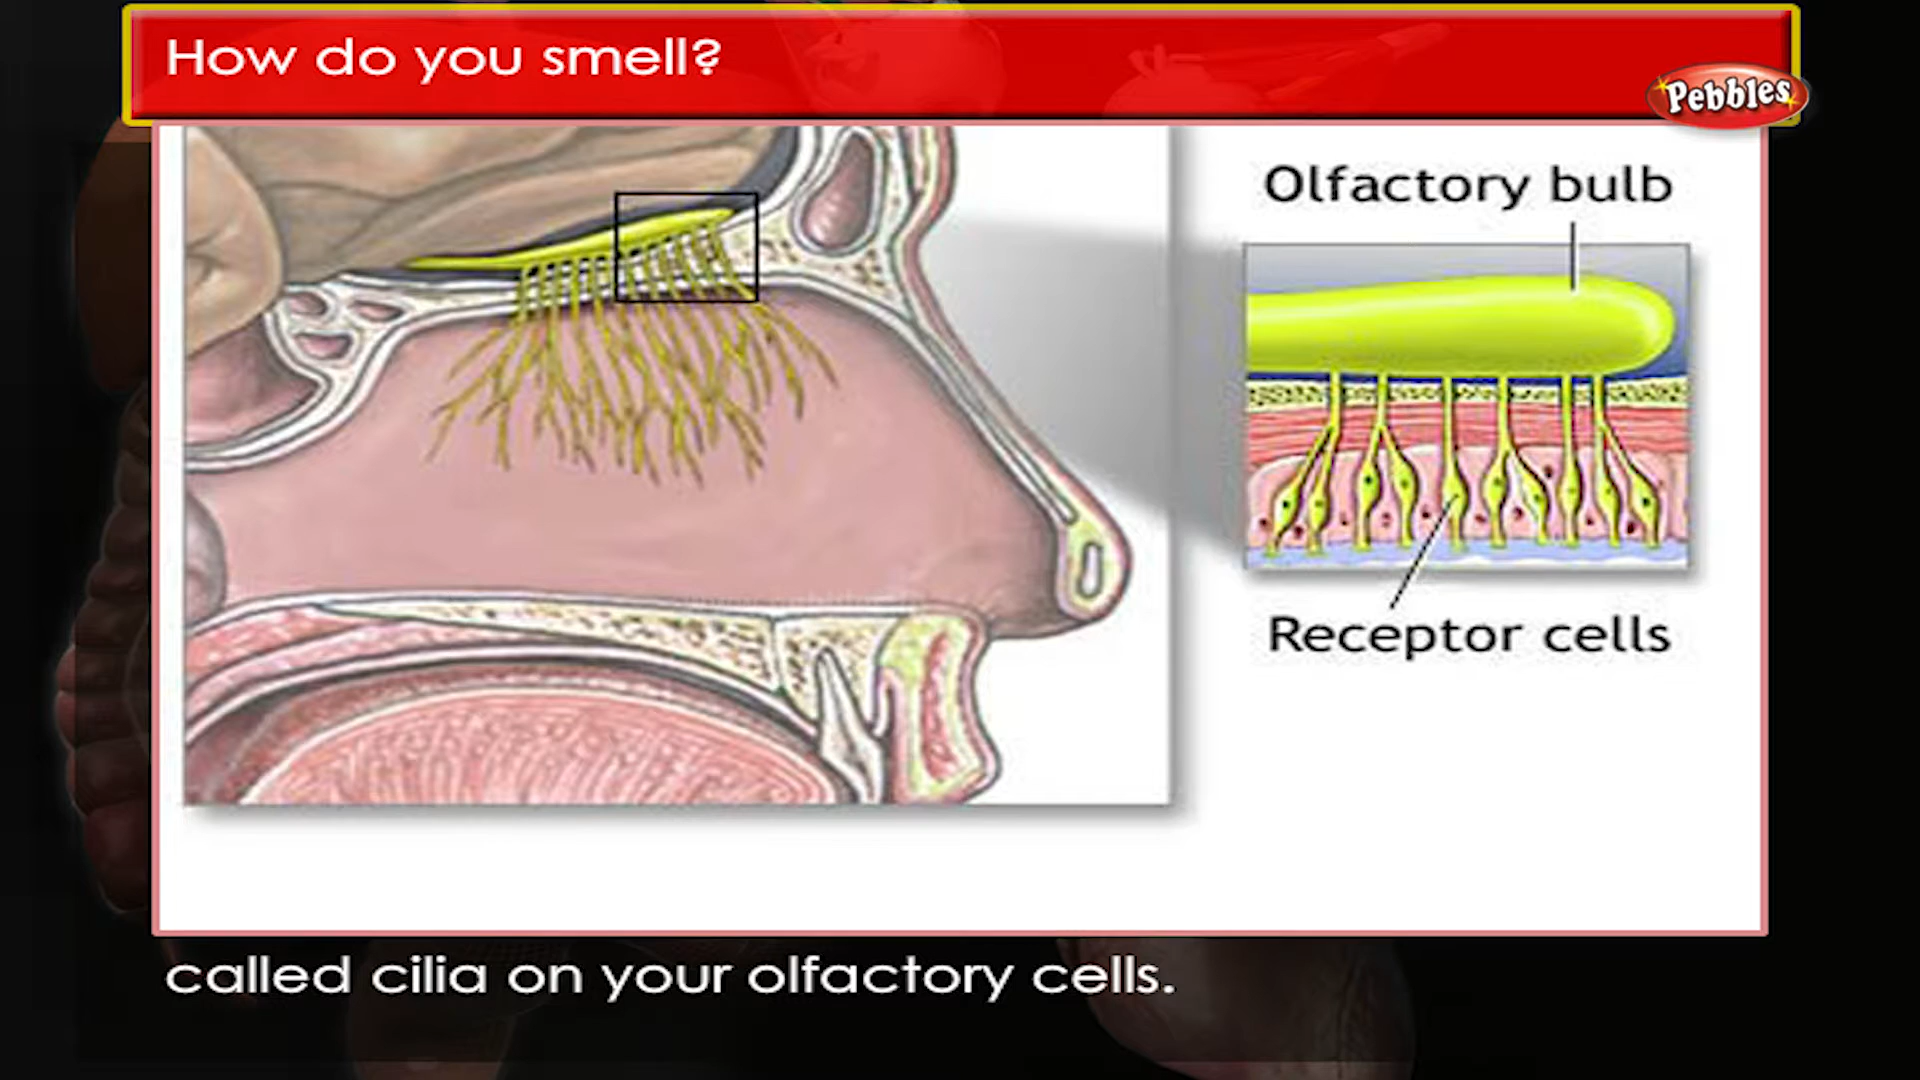 How do you smell?
Pebbles
Olfactory bulb
Receptor cells
called cilia on your olfactory cells.